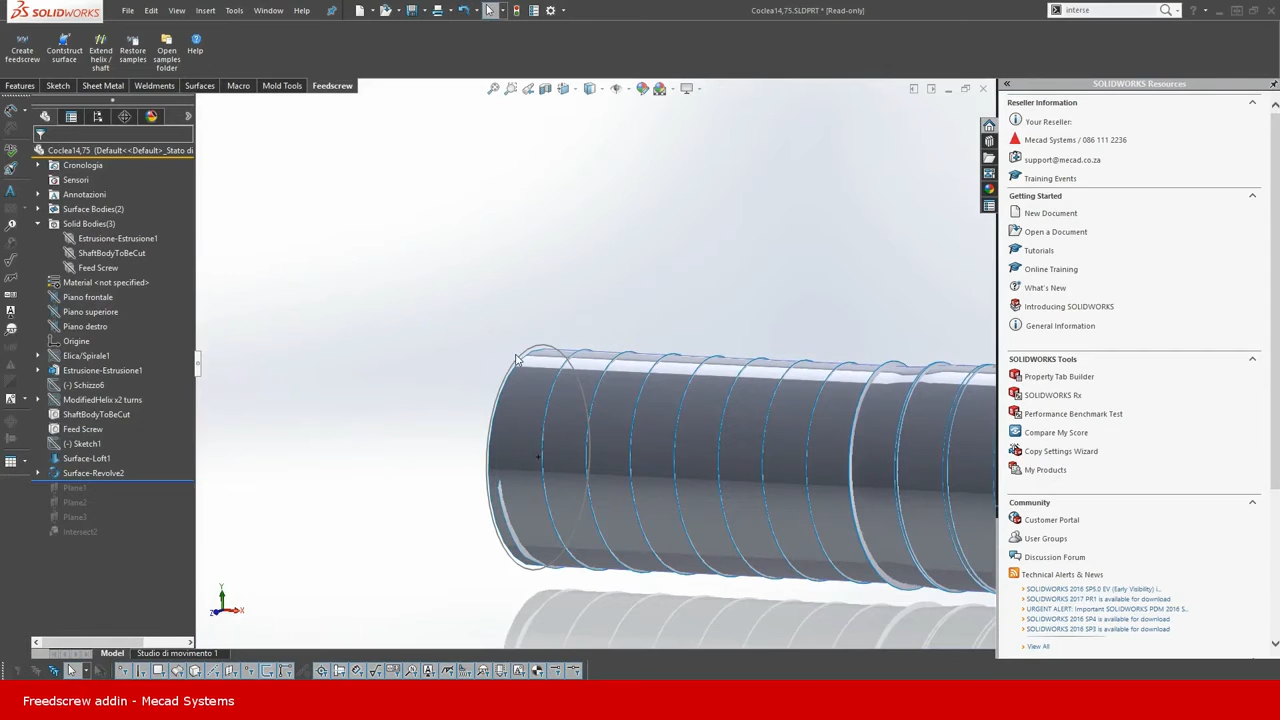 SOLIDWORKS
File Edit View Insert Tools Window Help
Coclea14,75.SLDPRT * [Read-only]
interse
Create feedscrew
Contstruct surface
Extend helix / shaft
Restore samples
Open samples folder
Help
Features Sketch Sheet Metal Weldments Surfaces Macro Mold Tools Feedscrew
Coclea14,75 (Default<<Default>_Stato di
Cronologia
Sensori
Annotazioni
Surface Bodies(2)
Solid Bodies(3)
Estrusione-Estrusione1
ShaftBodyToBeCut
Feed Screw
Material <not specified>
Piano frontale
Piano superiore
Piano destro
Origine
Elica/Spirale1
Estrusione-Estrusione1
(-) Schizzo6
ModifiedHelix x2 turns
ShaftBodyToBeCut
Feed Screw
(-) Sketch1
Surface-Loft1
Surface-Revolve2
Plane1
Plane2
Plane3
Intersect2
Y
X
Z
Model Studio di movimento 1
SOLIDWORKS Resources
Reseller Information
Your Reseller:
Mecad Systems / 086 111 2236
support@mecad.co.za
Training Events
Getting Started
New Document
Open a Document
Tutorials
Online Training
What's New
Introducing SOLIDWORKS
General Information
SOLIDWORKS Tools
Property Tab Builder
SOLIDWORKS Rx
Performance Benchmark Test
Compare My Score
Copy Settings Wizard
My Products
Community
Customer Portal
User Groups
Discussion Forum
Technical Alerts & News
SOLIDWORKS 2016 SP5.0 EV (Early Visibility) i...
SOLIDWORKS 2017 PR1 is available for download
URGENT ALERT: Important SOLIDWORKS PDM 2016 S...
SOLIDWORKS 2016 SP4 is available for download
SOLIDWORKS 2016 SP3 is available for download
View All
Freedscrew addin - Mecad Systems